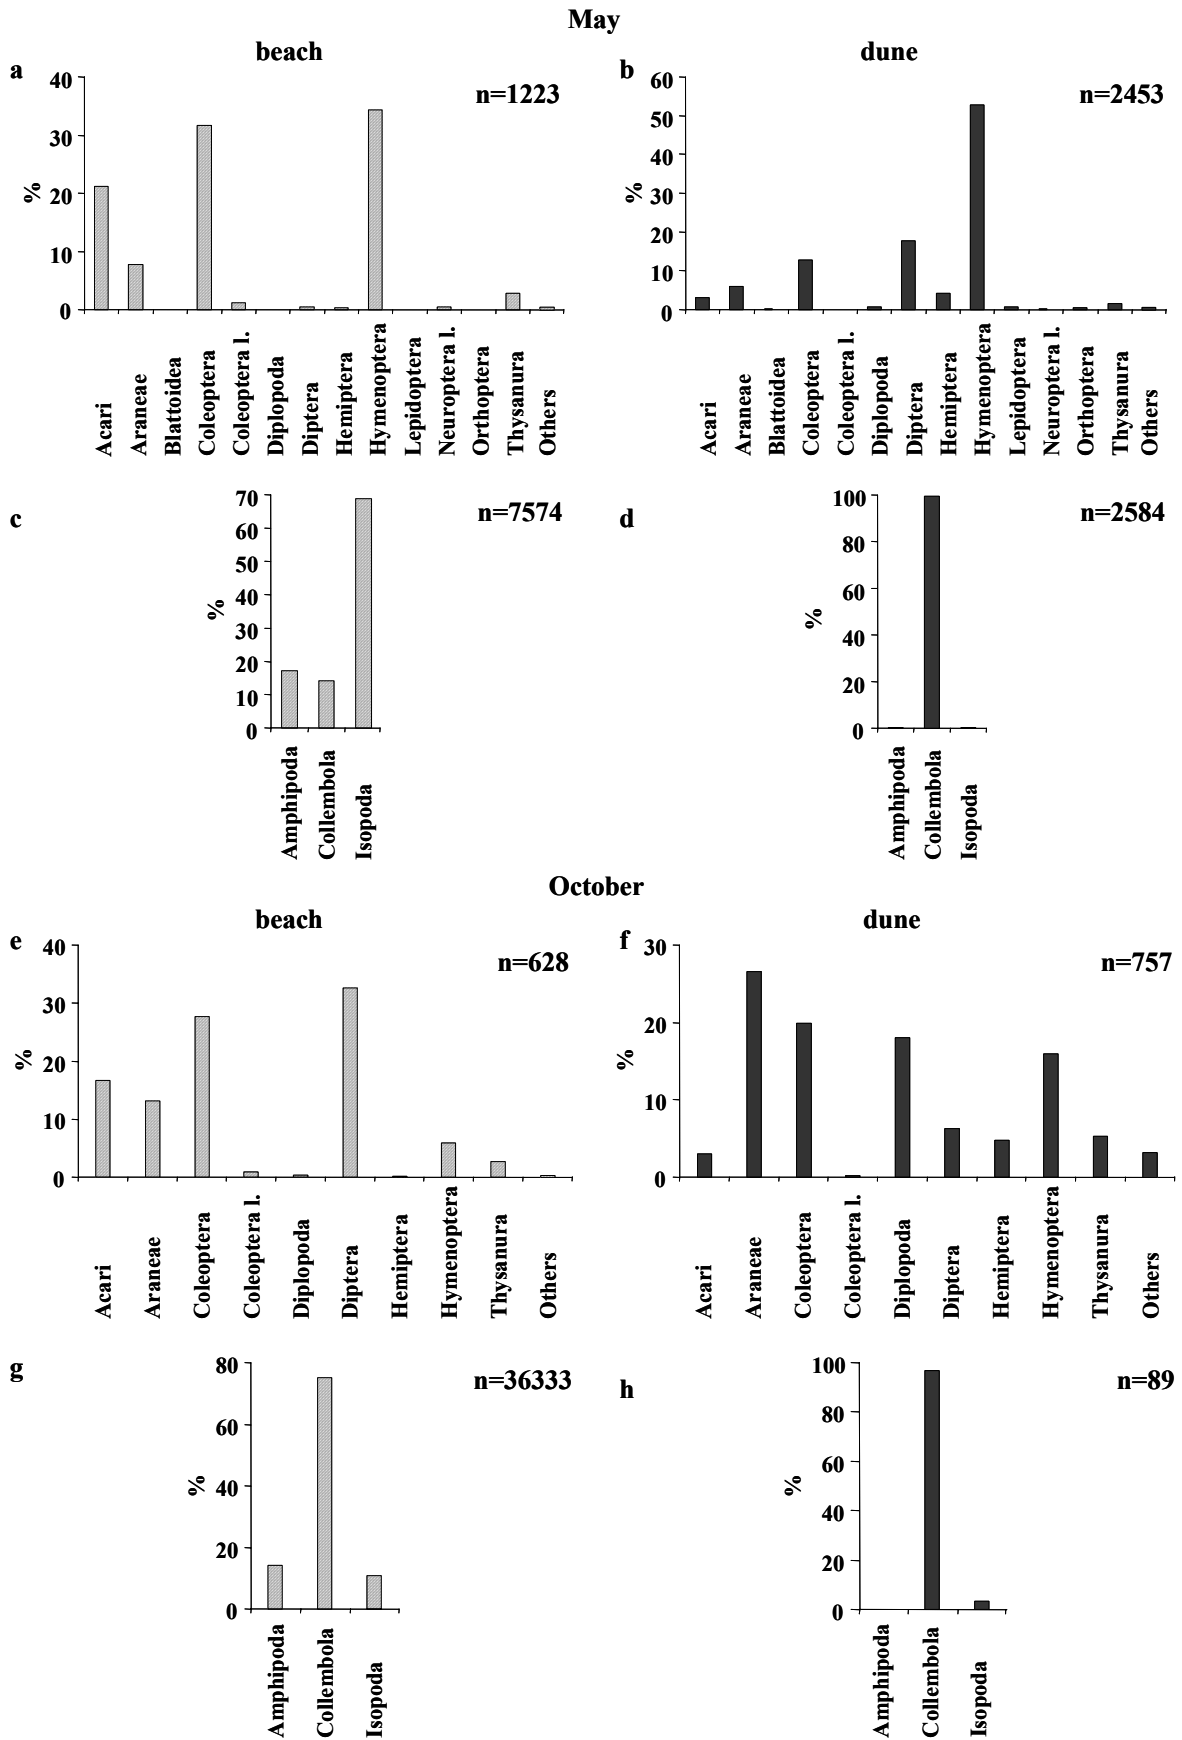 May
beach
dune
a
b
n=1223
n=2453
%
%
40
30
20
10
0
60
50
40
30
20
10
0
Acari
Araneae
Blattoidea
Coleoptera
Coleoptera l.
Diplopoda
Diptera
Hemiptera
Hymenoptera
Lepidoptera
Neuroptera l.
Orthoptera
Thysanura
Others
Acari
Araneae
Blattoidea
Coleoptera
Coleoptera l.
Diplopoda
Diptera
Hemiptera
Hymenoptera
Lepidoptera
Neuroptera l.
Orthoptera
Thysanura
Others
c
d
n=7574
n=2584
%
%
70
60
50
40
30
20
10
0
100
80
60
40
20
0
Amphipoda
Collembola
Isopoda
Amphipoda
Collembola
Isopoda
October
beach
dune
e
f
n=628
n=757
%
%
40
30
20
10
0
30
20
10
0
Acari
Araneae
Coleoptera
Coleoptera l.
Diplopoda
Diptera
Hemiptera
Hymenoptera
Thysanura
Others
Acari
Araneae
Coleoptera
Coleoptera l.
Diplopoda
Diptera
Hemiptera
Hymenoptera
Thysanura
Others
g
h
n=36333
n=89
%
%
80
60
40
20
0
100
80
60
40
20
0
Amphipoda
Collembola
Isopoda
Amphipoda
Collembola
Isopoda